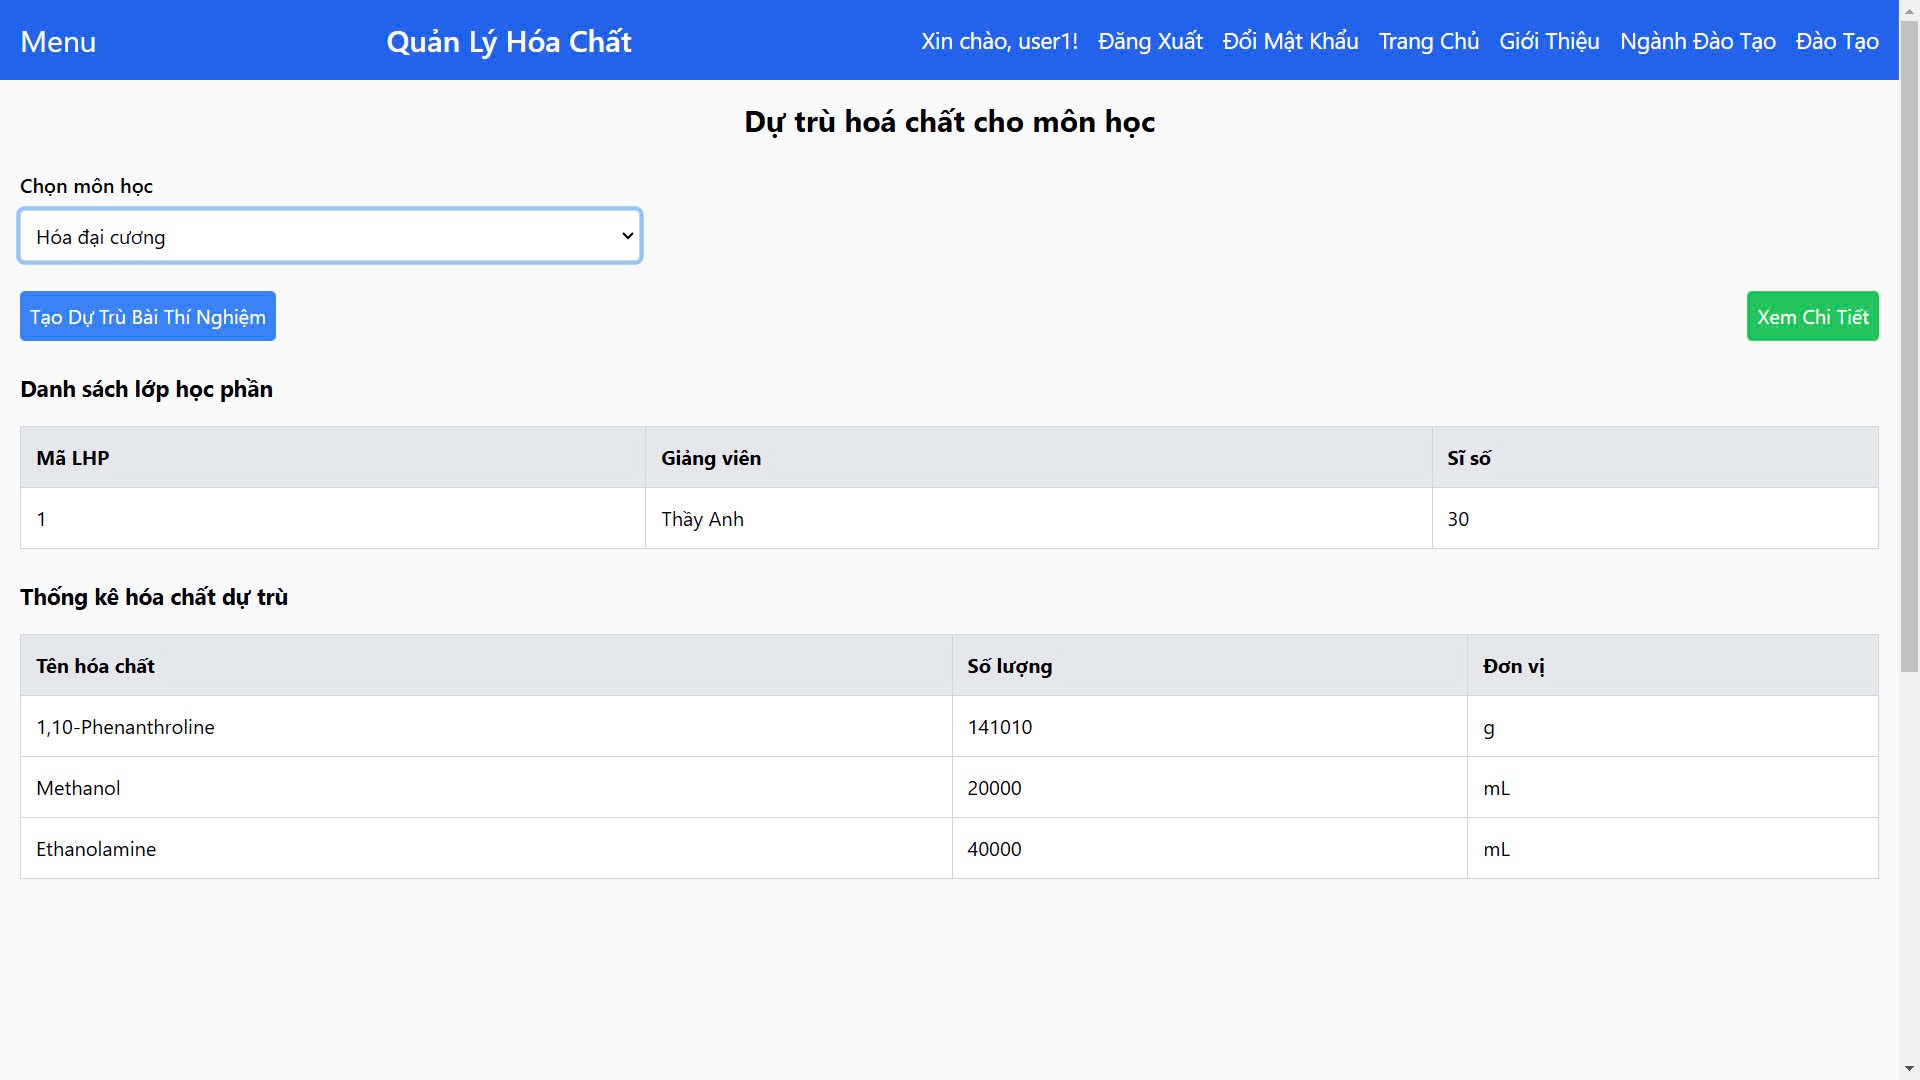 Menu
Quản Lý Hóa Chất
Xin chào, user1! Đăng Xuất Đổi Mật Khẩu Trang Chủ Giới Thiệu Ngành Đào Tạo Đào Tạo
Dự trù hoá chất cho môn học
Chọn môn học
Hóa đại cương
Tạo Dự Trù Bài Thí Nghiệm
Xem Chi Tiết
Danh sách lớp học phần
Mã LHP Giảng viên Sĩ số
1 Thầy Anh 30
Thống kê hóa chất dự trù
Tên hóa chất Số lượng Đơn vị
1,10-Phenanthroline 141010 g
Methanol 20000 mL
Ethanolamine 40000 mL